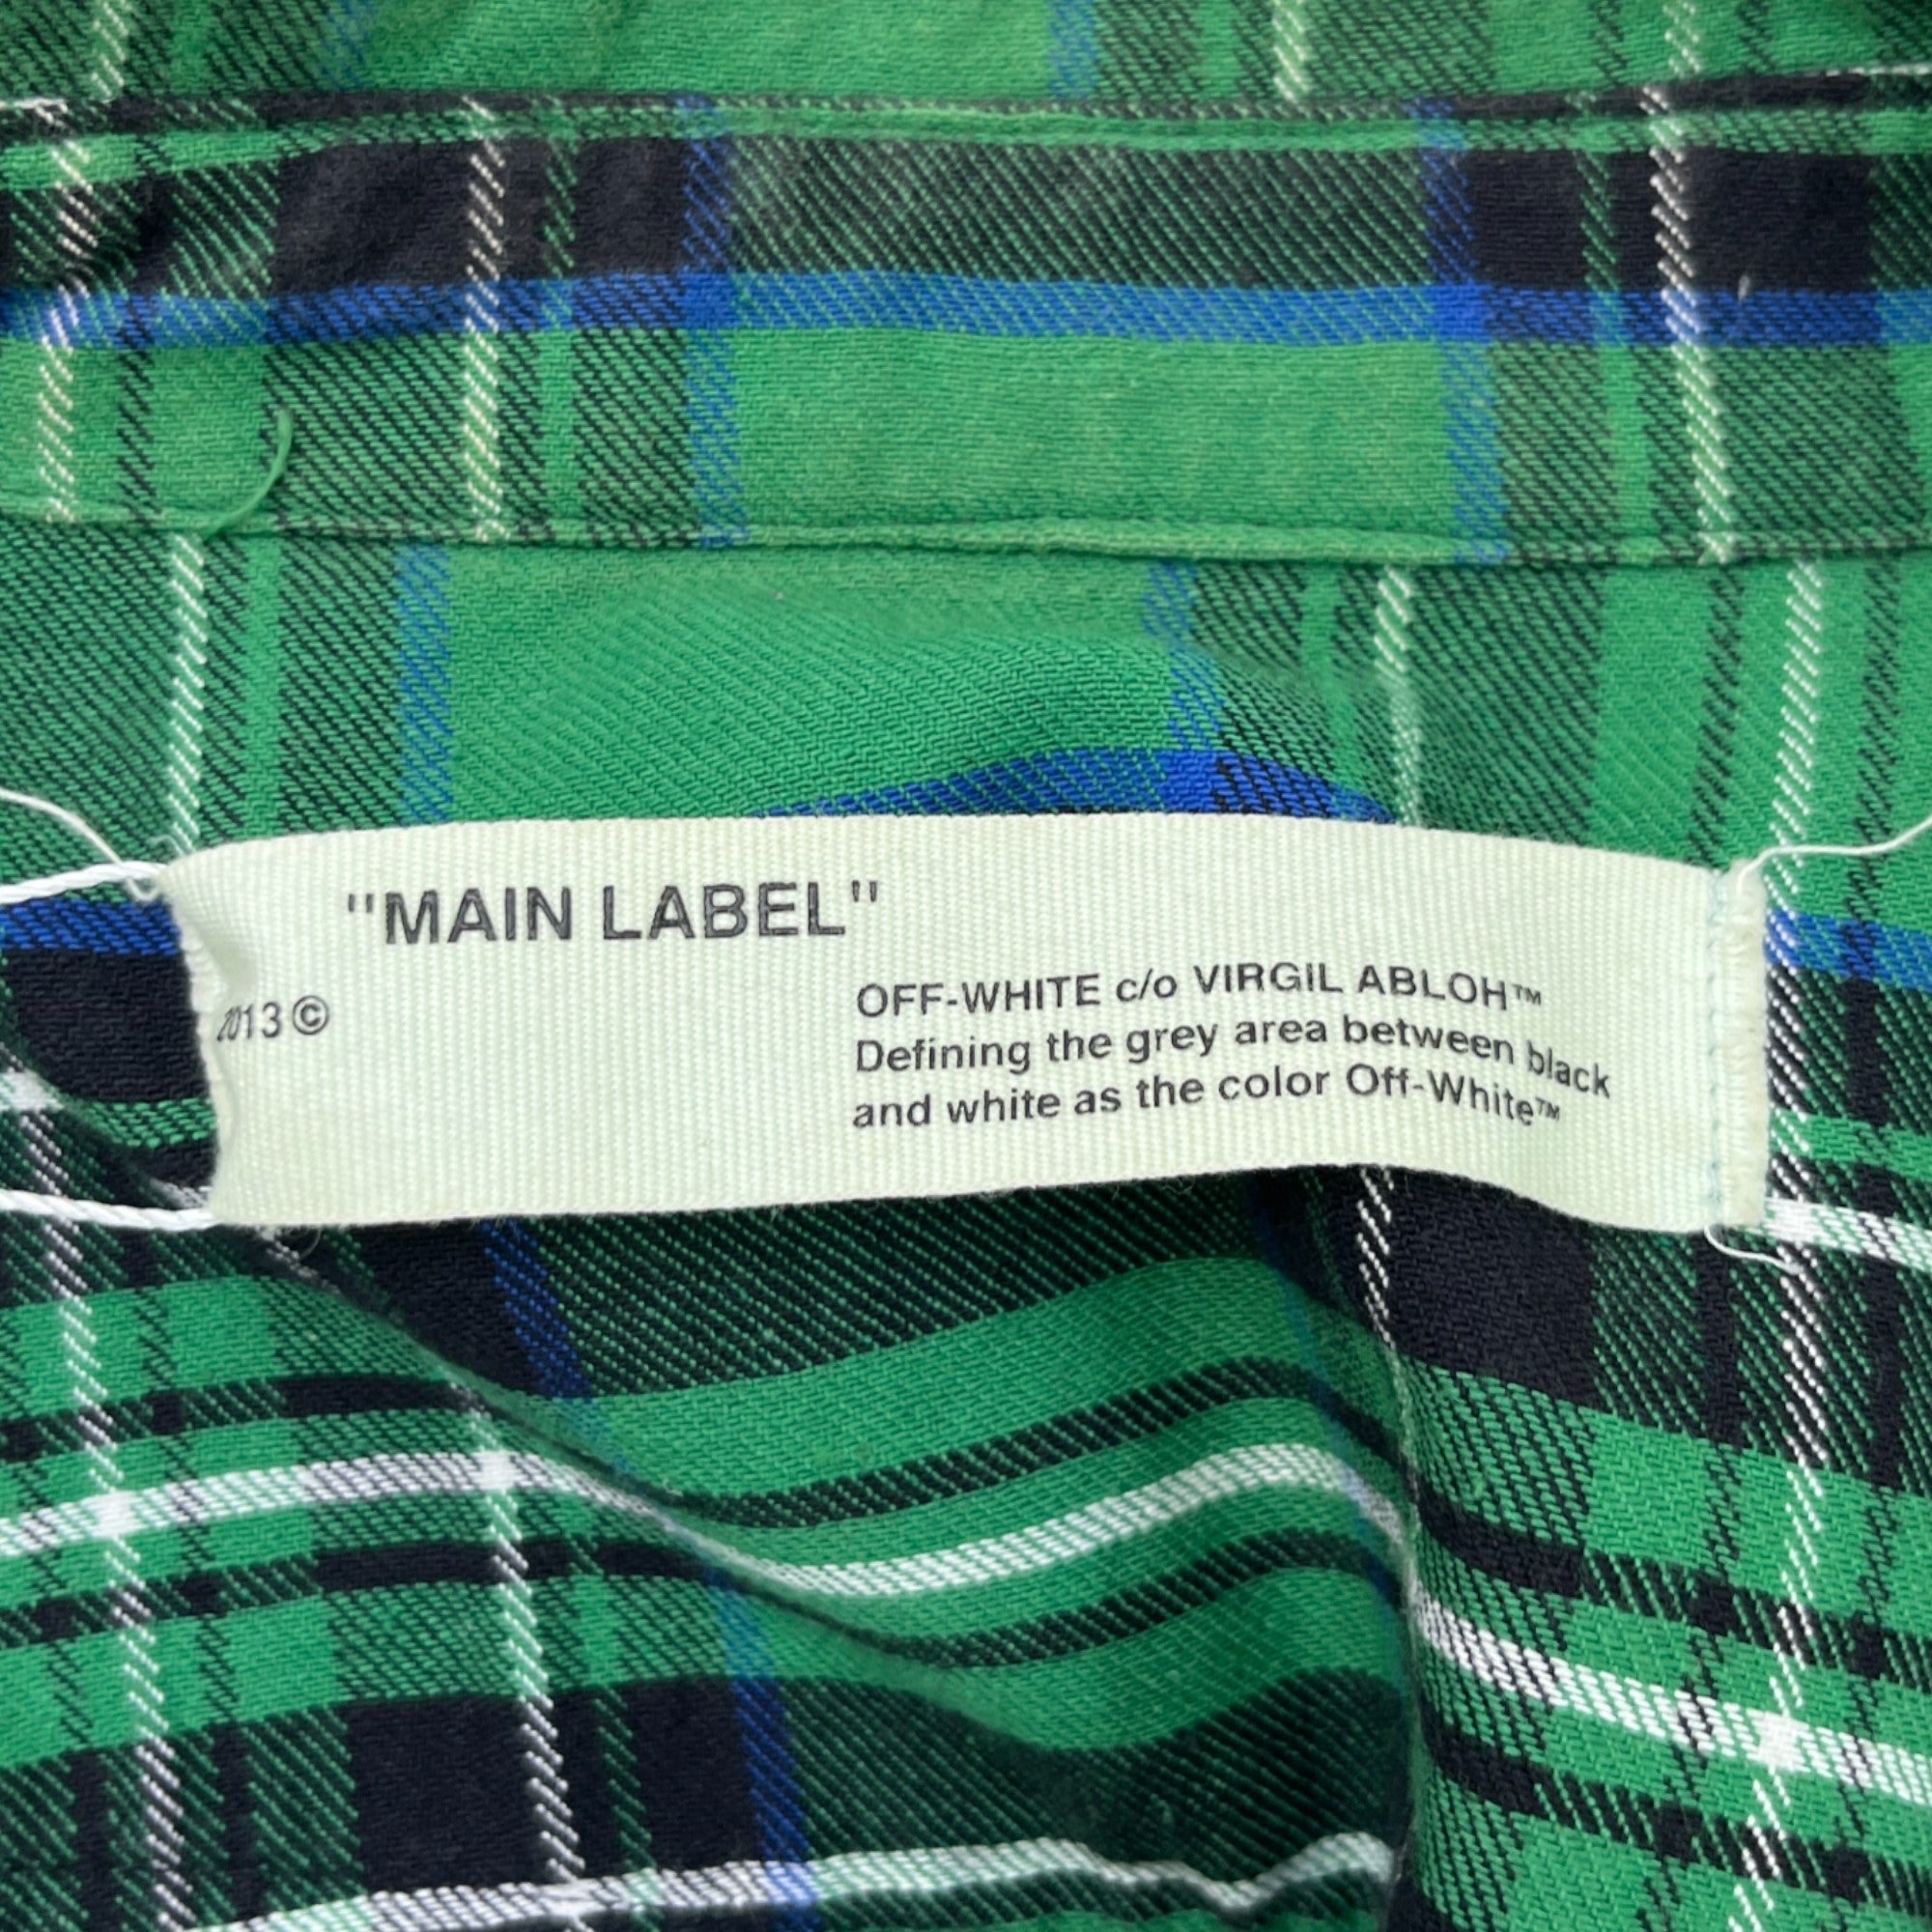 "MAIN LABEL"
2013 ©
OFF-WHITE c/o VIRGIL ABLOH™
Defining the grey area between black
and white as the color Off-White™